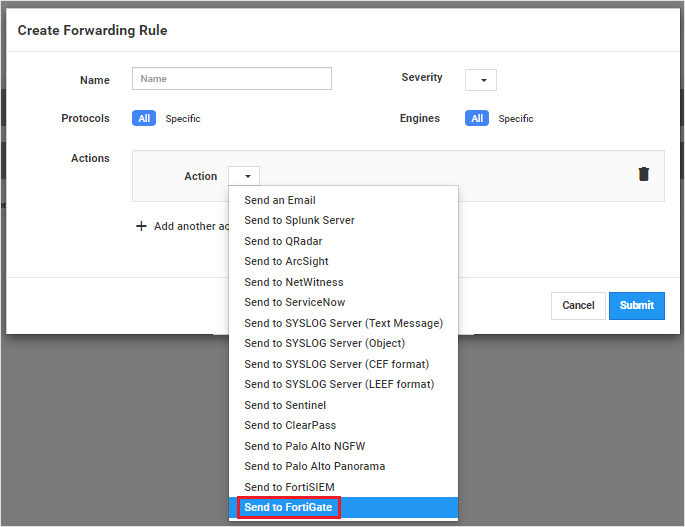 Create Forwarding Rule
Name
Name
Severity
Protocols
All
Specific
Engines
All
Specific
Actions
Action
Add another
Send an Email
Send to Splunk Server
Send to QRadar
Send to ArcSight
Send to NetWitness
Send to ServiceNow
Send to SYSLOG Server (Text Message)
Send to SYSLOG Server (Object)
Send to SYSLOG Server (CEF format)
Send to SYSLOG Server (LEEF format)
Send to Sentinel
Send to ClearPass
Send to Palo Alto NGFW
Send to Palo Alto Panorama
Send to FortiSIEM
Send to FortiGate
Cancel
Submit